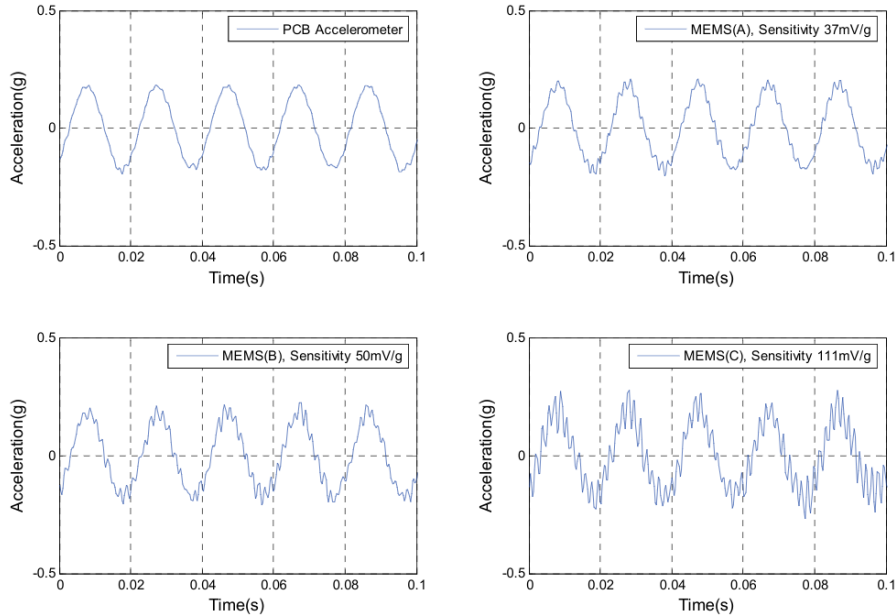 0.5
PCB Accelerometer
Acceleration(g)
0
-0.5
0 0.02 0.04 0.06 0.08 0.1
Time(s)
0.5
MEMS(A), Sensitivity 37mV/g
Acceleration(g)
0
-0.5
0 0.02 0.04 0.06 0.08 0.1
Time(s)
0.5
MEMS(B), Sensitivity 50mV/g
Acceleration(g)
0
-0.5
0 0.02 0.04 0.06 0.08 0.1
Time(s)
0.5
MEMS(C), Sensitivity 111mV/g
Acceleration(g)
0
-0.5
0 0.02 0.04 0.06 0.08 0.1
Time(s)